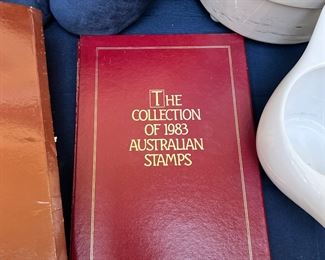 THE
COLLECTION
OF 1983
AUSTRALIAN
STAMPS